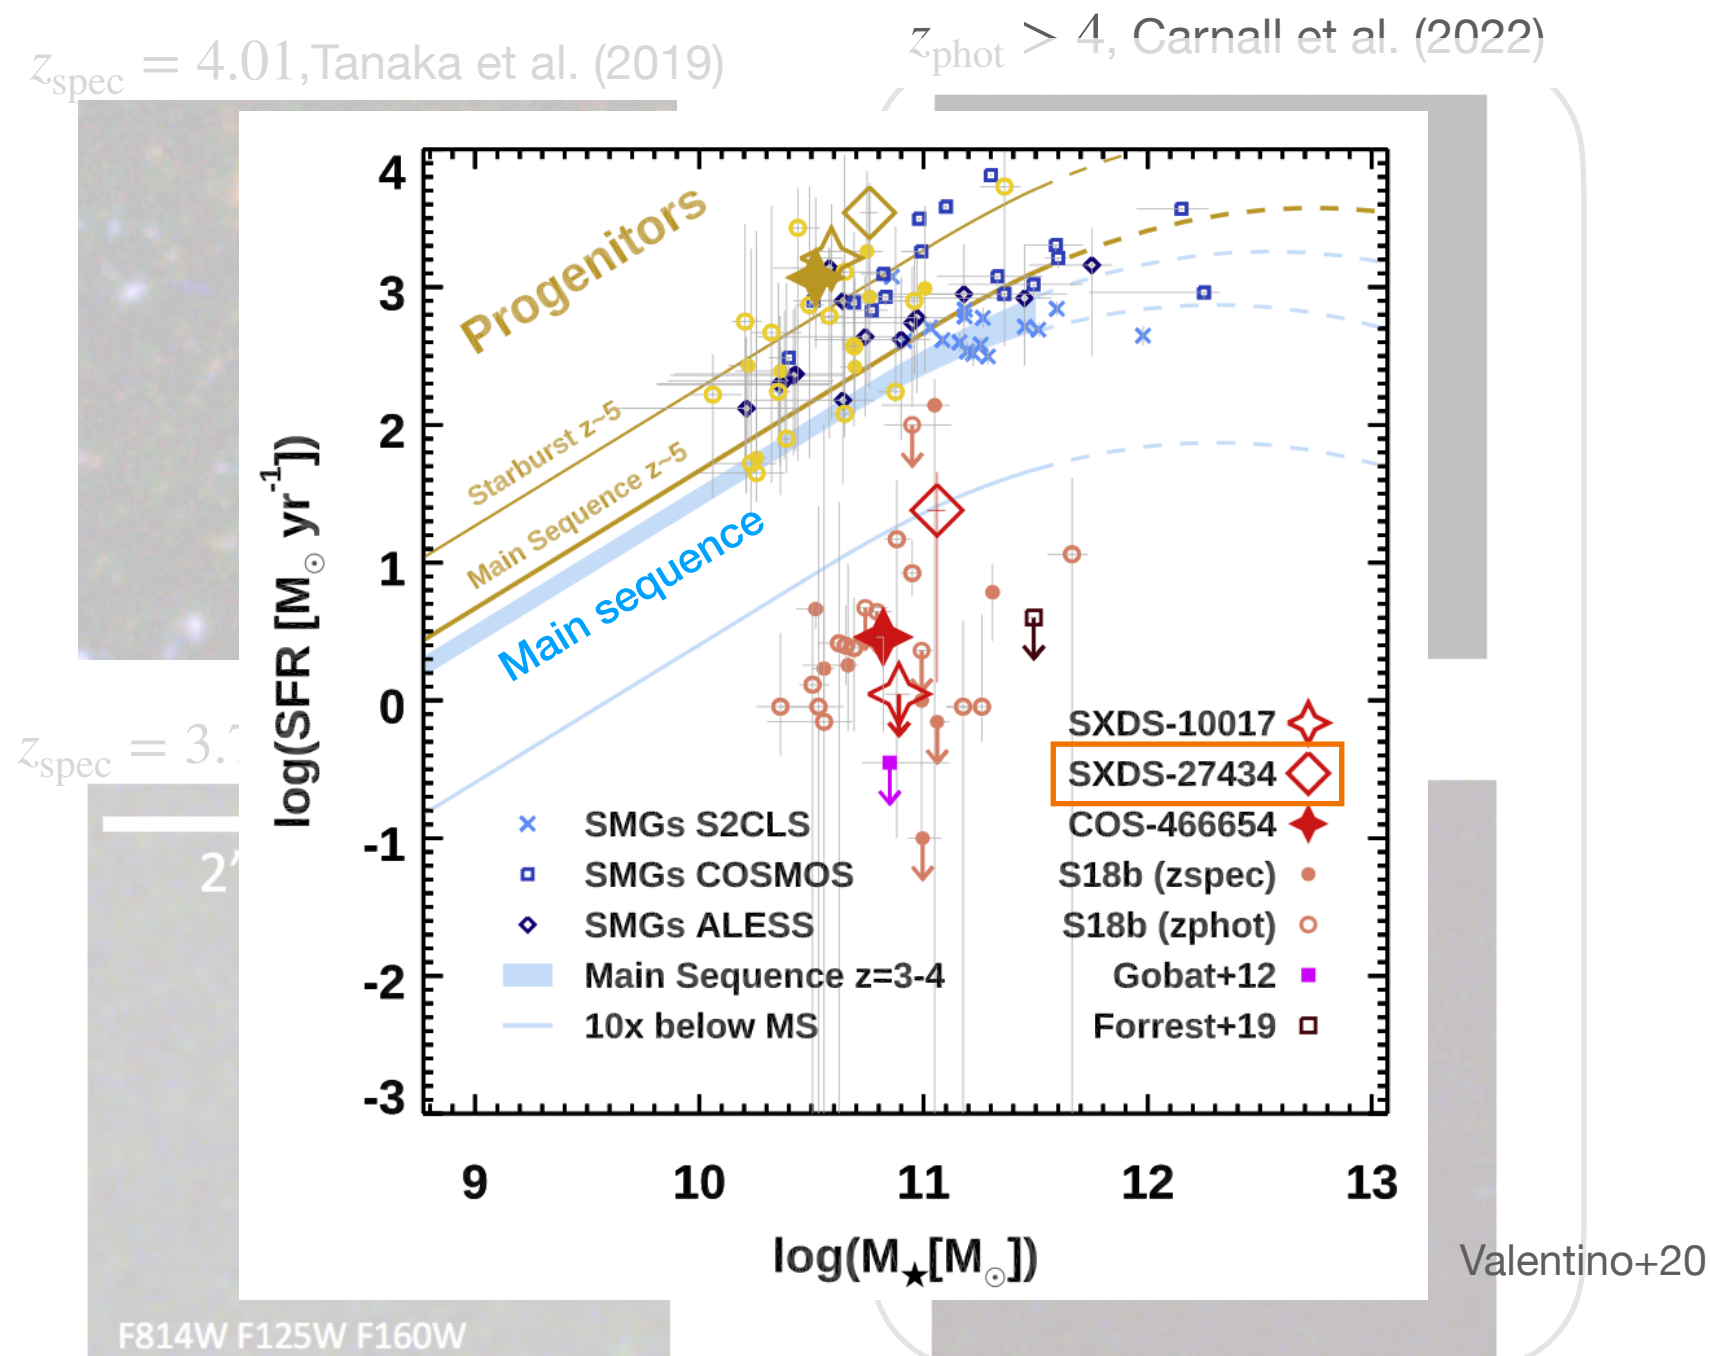 z_spec = 4.01,Tanaka et al. (2019)
z_phot > 4, Carnall et al. (2022)
z_spec = 3.
2"
F814W F125W F160W
4
3
2
1
0
-1
-2
-3
log(SFR [M⊙ yr⁻¹])
Progenitors
Starburst z~5
Main Sequence z~5
Main sequence
SXDS-10017
SXDS-27434
COS-466654
S18b (zspec)
S18b (zphot)
Gobat+12
Forrest+19
SMGs S2CLS
SMGs COSMOS
SMGs ALESS
Main Sequence z=3-4
10x below MS
9 10 11 12 13
log(M★[M⊙])
Valentino+20